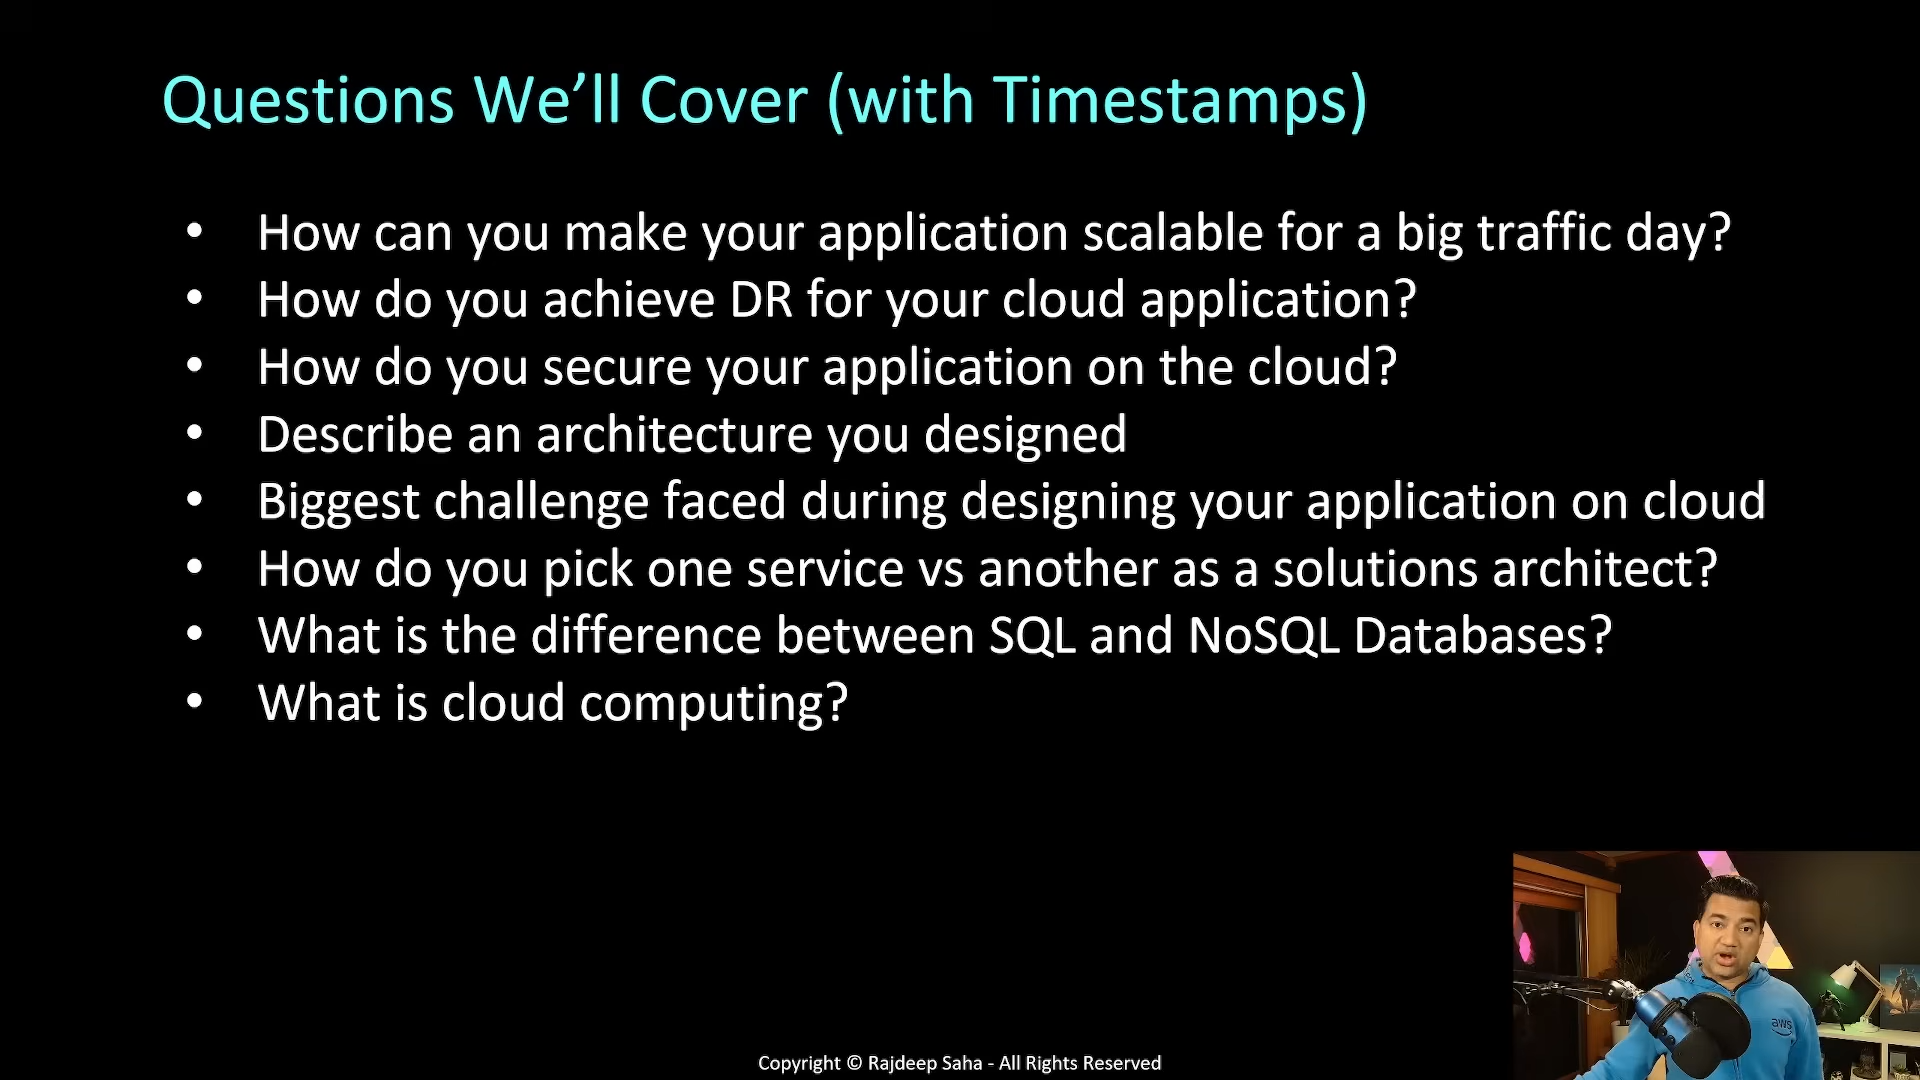 Questions We’ll Cover (with Timestamps)
• How can you make your application scalable for a big traffic day?
• How do you achieve DR for your cloud application?
• How do you secure your application on the cloud?
• Describe an architecture you designed
• Biggest challenge faced during designing your application on cloud
• How do you pick one service vs another as a solutions architect?
• What is the difference between SQL and NoSQL Databases?
• What is cloud computing?
aws
Copyright © Rajdeep Saha - All Rights Reserved